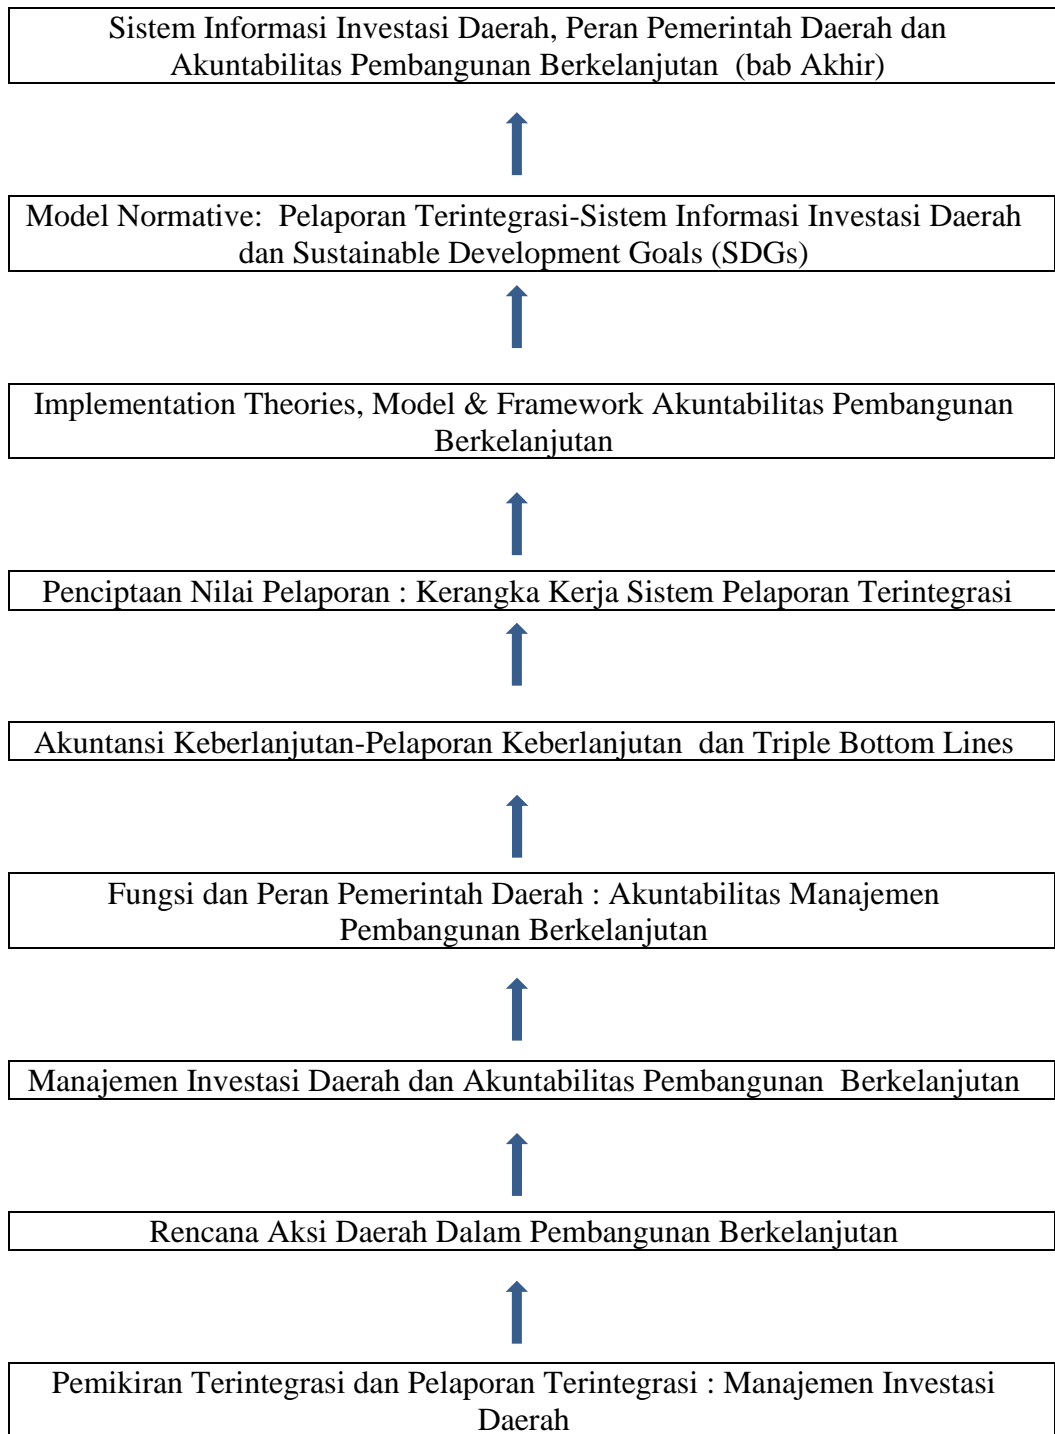 Sistem Informasi Investasi Daerah, Peran Pemerintah Daerah dan
Akuntabilitas Pembangunan Berkelanjutan (bab Akhir)
Model Normative: Pelaporan Terintegrasi-Sistem Informasi Investasi Daerah
dan Sustainable Development Goals (SDGs)
Implementation Theories, Model & Framework Akuntabilitas Pembangunan
Berkelanjutan
Penciptaan Nilai Pelaporan : Kerangka Kerja Sistem Pelaporan Terintegrasi
Akuntansi Keberlanjutan-Pelaporan Keberlanjutan dan Triple Bottom Lines
Fungsi dan Peran Pemerintah Daerah : Akuntabilitas Manajemen
Pembangunan Berkelanjutan
Manajemen Investasi Daerah dan Akuntabilitas Pembangunan Berkelanjutan
Rencana Aksi Daerah Dalam Pembangunan Berkelanjutan
Pemikiran Terintegrasi dan Pelaporan Terintegrasi : Manajemen Investasi
Daerah